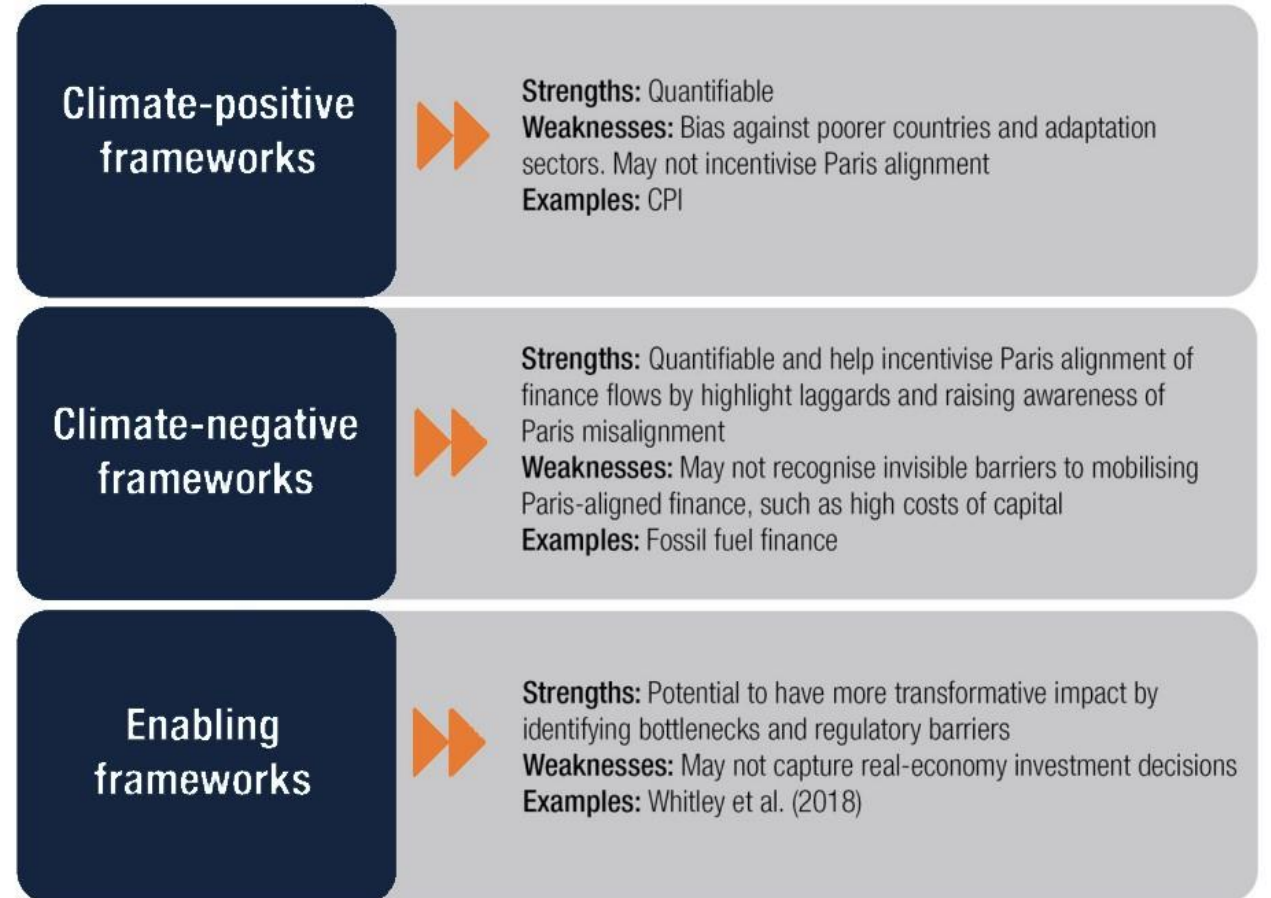 Climate-positive
frameworks
Strengths: Quantifiable
Weaknesses: Bias against poorer countries and adaptation
sectors. May not incentivise Paris alignment
Examples: CPI
Climate-negative
frameworks
Strengths: Quantifiable and help incentivise Paris alignment of
finance flows by highlight laggards and raising awareness of
Paris misalignment
Weaknesses: May not recognise invisible barriers to mobilising
Paris-aligned finance, such as high costs of capital
Examples: Fossil fuel finance
Enabling
frameworks
Strengths: Potential to have more transformative impact by
identifying bottlenecks and regulatory barriers
Weaknesses: May not capture real-economy investment decisions
Examples: Whitley et al. (2018)